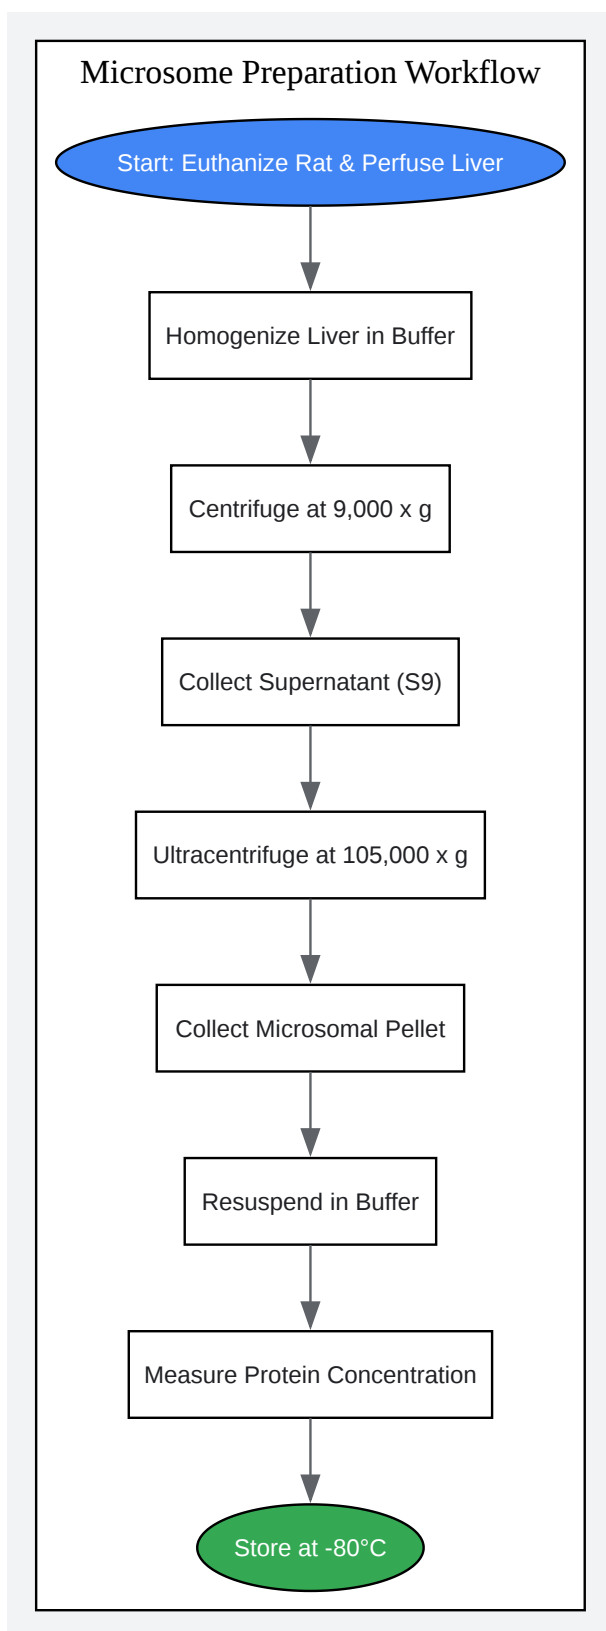 Microsome Preparation Workflow
Start: Euthanize Rat & Perfuse Liver
Homogenize Liver in Buffer
Centrifuge at 9,000 x g
Collect Supernatant (S9)
Ultracentrifuge at 105,000 x g
Collect Microsomal Pellet
Resuspend in Buffer
Measure Protein Concentration
Store at -80°C